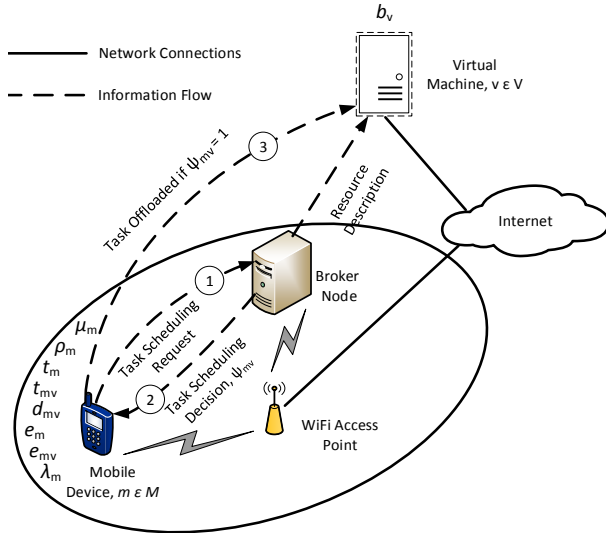 b_v
Network Connections
Information Flow
Virtual
Machine, v ε V
3
Task Offloaded if ψ_mv = 1
Resource
Description
Internet
1
Broker
Node
Task Scheduling
Request
2
Task Scheduling
Decision, ψ_mv
μ_m
ρ_m
t_m
t_mv
d_mv
e_m
e_mv
λ_m
Mobile
Device, m ε M
WiFi Access
Point